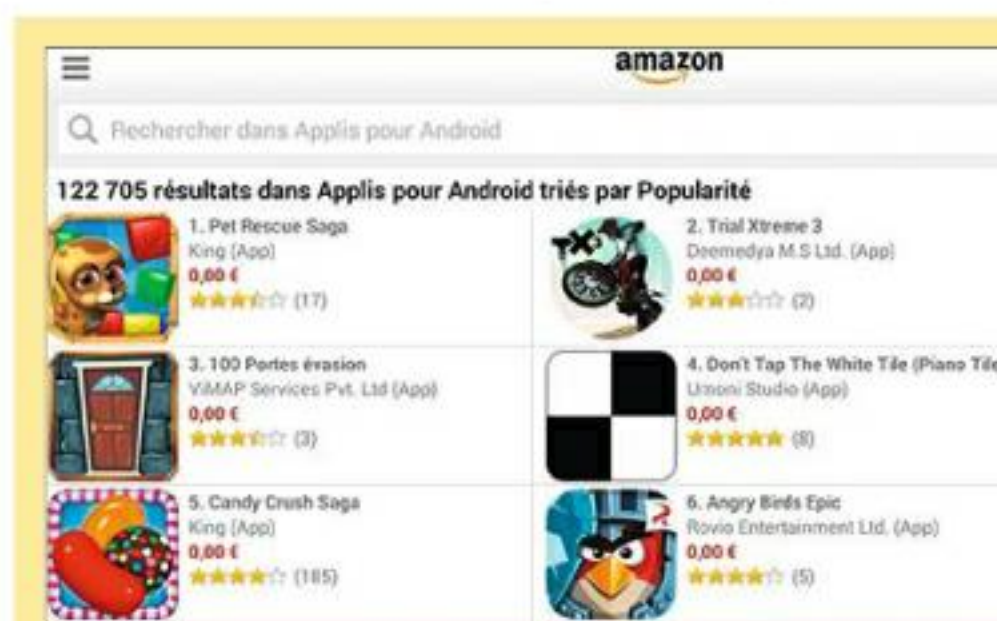 amazon
Rechercher dans Applis pour Android
122 705 résultats dans Applis pour Android triés par Popularité
1. Pet Rescue Saga
King (App)
0,00 €
(17)
2. Trial Xtreme 3
Deemedya M.S Ltd. (App)
0,00 €
(2)
3. 100 Portes évasion
ViMAP Services Pvt. Ltd (App)
0,00 €
(3)
4. Don't Tap The White Tile (Piano Tile
Umoni Studio (App)
0,00 €
(8)
5. Candy Crush Saga
King (App)
0,00 €
(185)
6. Angry Birds Epic
Rovio Entertainment Ltd. (App)
0,00 €
(5)